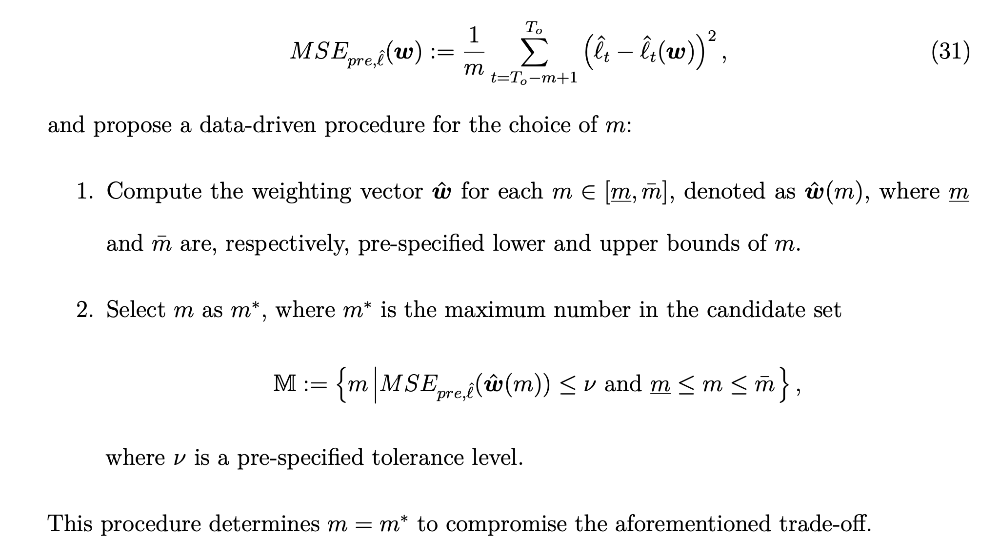 $MSE_{pre,\hat{\ell}}(\boldsymbol{w}) := \frac{1}{m} \sum_{t=T_o-m+1}^{T_o} \left(\hat{\ell}_t - \hat{\ell}_t(\boldsymbol{w})\right)^2,$ (31)
and propose a data-driven procedure for the choice of $m$:
1. Compute the weighting vector $\hat{\boldsymbol{w}}$ for each $m \in [\underline{m}, \bar{m}]$, denoted as $\hat{\boldsymbol{w}}(m)$, where $\underline{m}$
and $\bar{m}$ are, respectively, pre-specified lower and upper bounds of $m$.
2. Select $m$ as $m^*$, where $m^*$ is the maximum number in the candidate set
$\mathbb{M} := \left\{ m \left| MSE_{pre,\hat{\ell}}(\hat{\boldsymbol{w}}(m)) \leq \nu \text{ and } \underline{m} \leq m \leq \bar{m} \right. \right\},$
where $\nu$ is a pre-specified tolerance level.
This procedure determines $m = m^*$ to compromise the aforementioned trade-off.